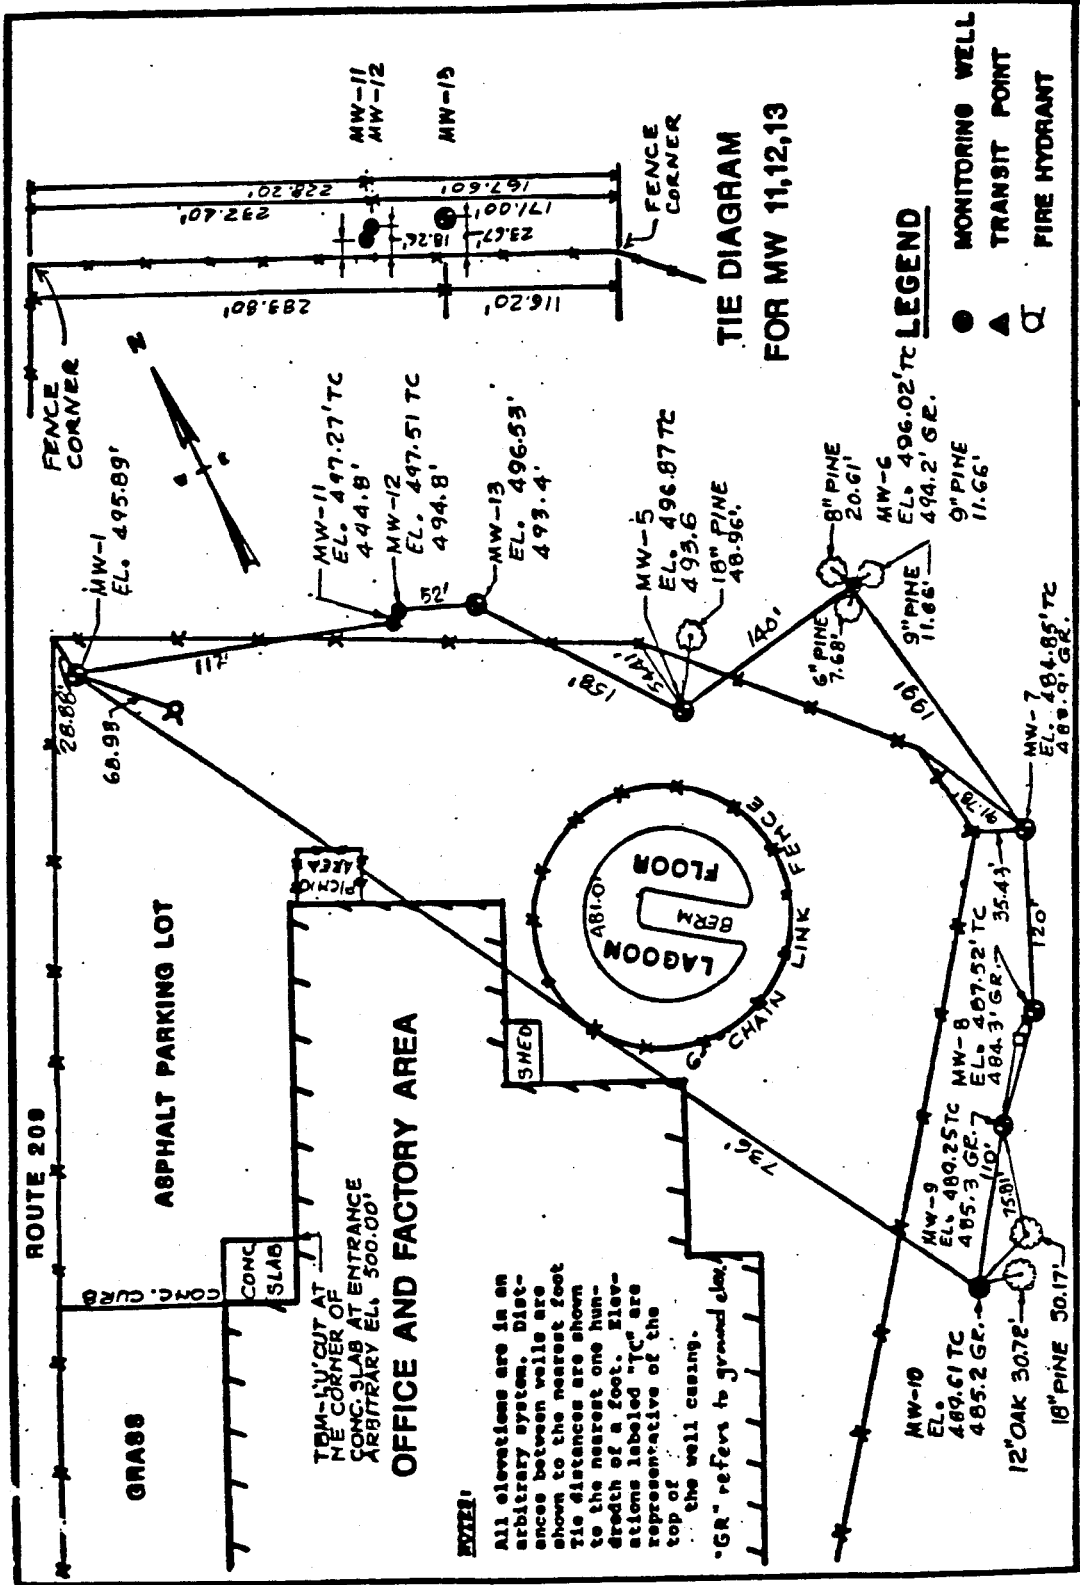 ROUTE 209
GRASS
CONC. CURB
ASPHALT PARKING LOT
CONC
SLAB
TBM-1 'U' CUT AT
NE CORNER OF
CONC. SLAB AT ENTRANCE
ARBITRARY EL. 500.00'
OFFICE AND FACTORY AREA
PICNIC
AREA
SHED
28.88'
68.93
MW-1
EL. 495.89'
117'
MW-11
EL. 497.27' TC
494.8'
MW-12
EL. 497.51 TC
494.8'
52'
MW-13
EL. 496.53'
493.4'
158'
54.41'
MW-5
EL. 496.87 TC
493.6
18" PINE
48.96'
140'
8" PINE
20.61'
MW-6
EL. 496.02' TC
494.2' GR.
9" PINE
11.66'
6" PINE
7.68'
9" PINE
11.66'
199'
MW-7
EL. 484.85' TC
91.78'
35.43'
120'
MW-8
EL. 487.52' TC
484.3' GR.
110'
MW-9
EL. 489.25 TC
485.3 GR.
75.81'
MW-10
EL.
489.61 TC
485.2 GR.
12" OAK 30.72'
18" PINE 50.17'
736'
LAGOON
FLOOR
BERM
481.0'
6' CHAIN LINK FENCE
NOTES:
All elevations are in an
arbitrary system. Dist-
ances between wells are
shown to the nearest foot
Tie distances are shown
to the nearest one hun-
dredth of a foot. Elev-
ations labeled "TC" are
representative of the
top of
the well casing.
"GR" refers to ground elev.
FENCE
CORNER
232.40'
228.20'
283.80'
18.26'
23.67'
171.00'
167.60'
116.20'
MW-11
MW-12
MW-13
FENCE
CORNER
TIE DIAGRAM
FOR MW 11,12,13
LEGEND
MONITORING WELL
TRANSIT POINT
FIRE HYDRANT